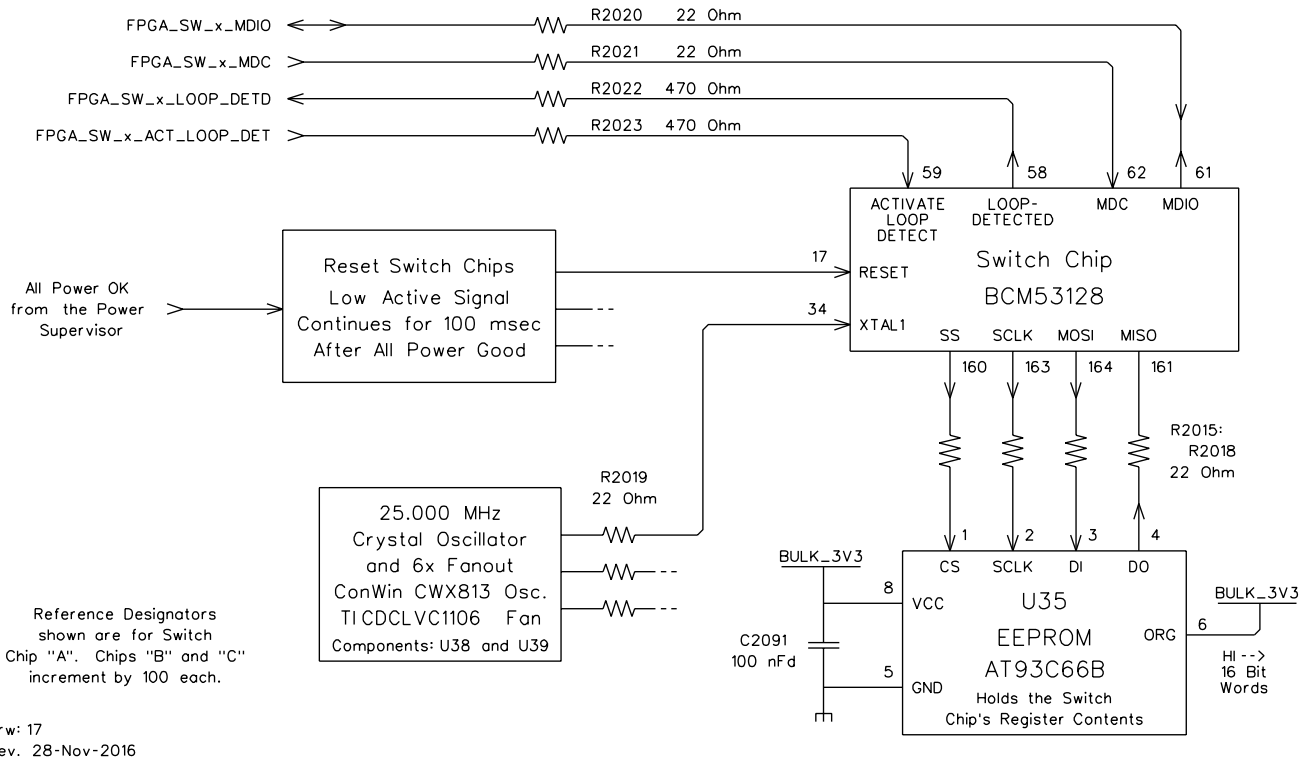 FPGA_SW_x_MDIO
R2020 22 Ohm
FPGA_SW_x_MDC
R2021 22 Ohm
FPGA_SW_x_LOOP_DETD
R2022 470 Ohm
FPGA_SW_x_ACT_LOOP_DET
R2023 470 Ohm
59
58
62
61
ACTIVATE
LOOP
DETECT
LOOP-
DETECTED
MDC
MDIO
Switch Chip
BCM53128
17
RESET
34
XTAL1
SS
SCLK
MOSI
MISO
160
163
164
161
All Power OK
from the Power
Supervisor
Reset Switch Chips
Low Active Signal
Continues for 100 msec
After All Power Good
R2015:
R2018
22 Ohm
R2019
22 Ohm
25.000 MHz
Crystal Oscillator
and 6x Fanout
ConWin CWX813 Osc.
TI CDCLVC1106 Fan
Components: U38 and U39
1
2
3
4
CS
SCLK
DI
DO
BULK_3V3
8
VCC
U35
EEPROM
AT93C66B
Holds the Switch
Chip's Register Contents
ORG
6
BULK_3V3
HI -->
16 Bit
Words
C2091
100 nFd
5
GND
Reference Designators
shown are for Switch
Chip "A". Chips "B" and "C"
increment by 100 each.
rw: 17
ev. 28-Nov-2016